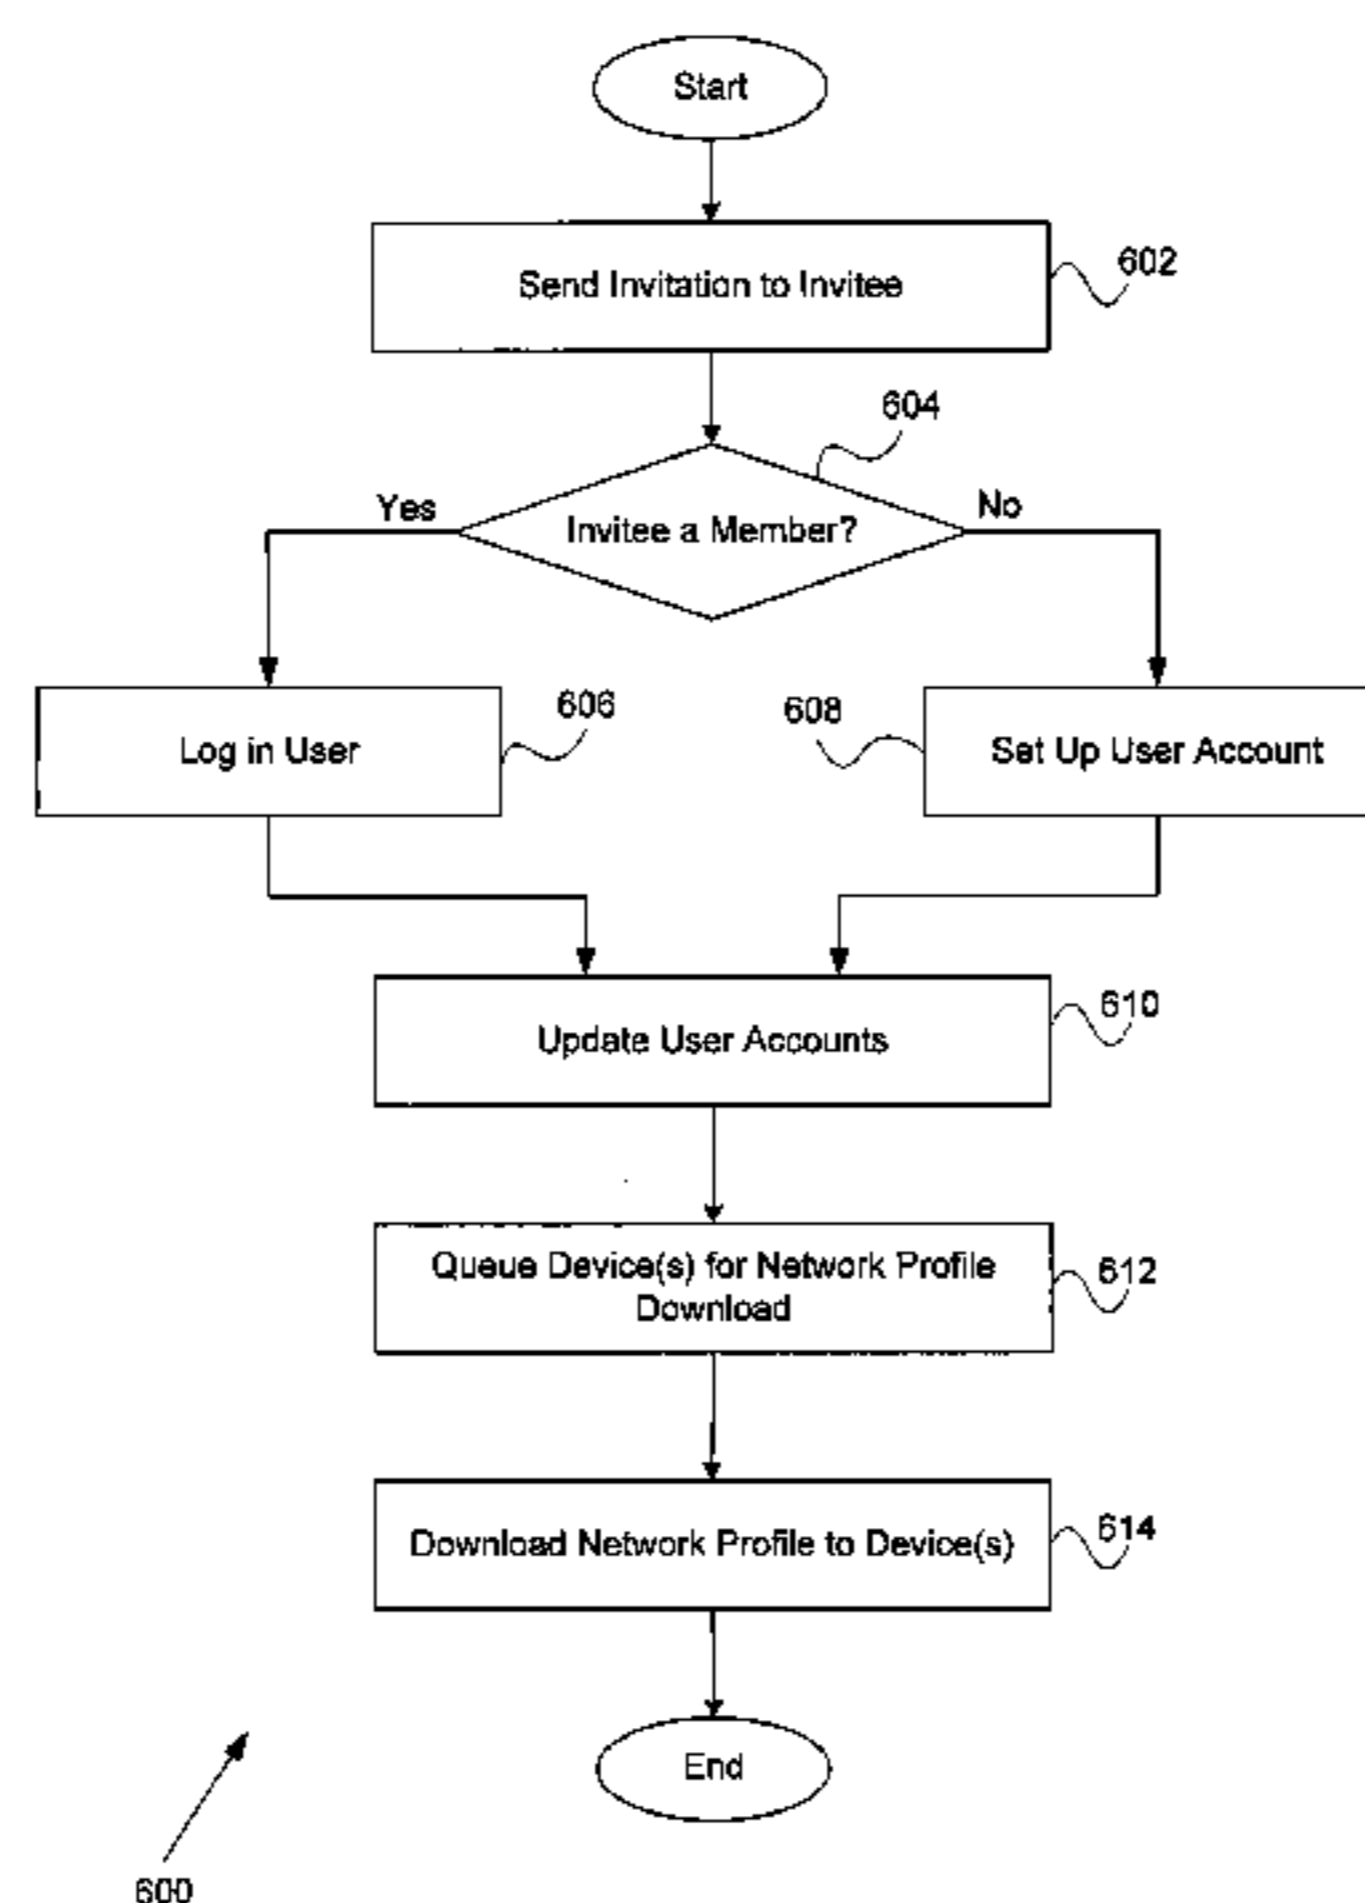 Start
Send Invitation to Invitee
602
604
Yes
Invitee a Member?
No
Log in User
606
608
Set Up User Account
Update User Accounts
610
Queue Device(s) for Network Profile
Download
612
Download Network Profile to Device(s)
614
End
600